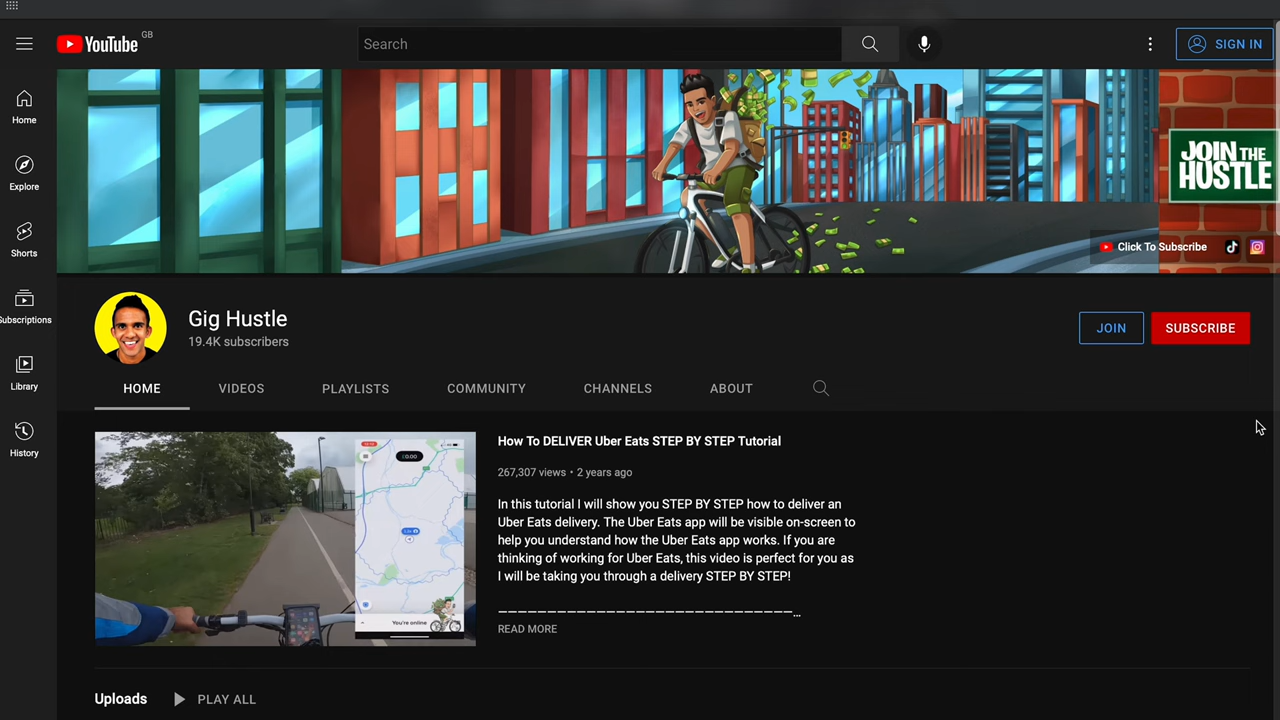 YouTube GB
Search
SIGN IN
Home
Explore
Shorts
Subscriptions
Library
History
JOIN THE
HUSTLE
Click To Subscribe
Gig Hustle
19.4K subscribers
JOIN
SUBSCRIBE
HOME VIDEOS PLAYLISTS COMMUNITY CHANNELS ABOUT
0.00
You're online
How To DELIVER Uber Eats STEP BY STEP Tutorial
267,307 views • 2 years ago
In this tutorial I will show you STEP BY STEP how to deliver an
Uber Eats delivery. The Uber Eats app will be visible on-screen to
help you understand how the Uber Eats app works. If you are
thinking of working for Uber Eats, this video is perfect for you as
I will be taking you through a delivery STEP BY STEP!
—————————————————————————————...
READ MORE
Uploads PLAY ALL